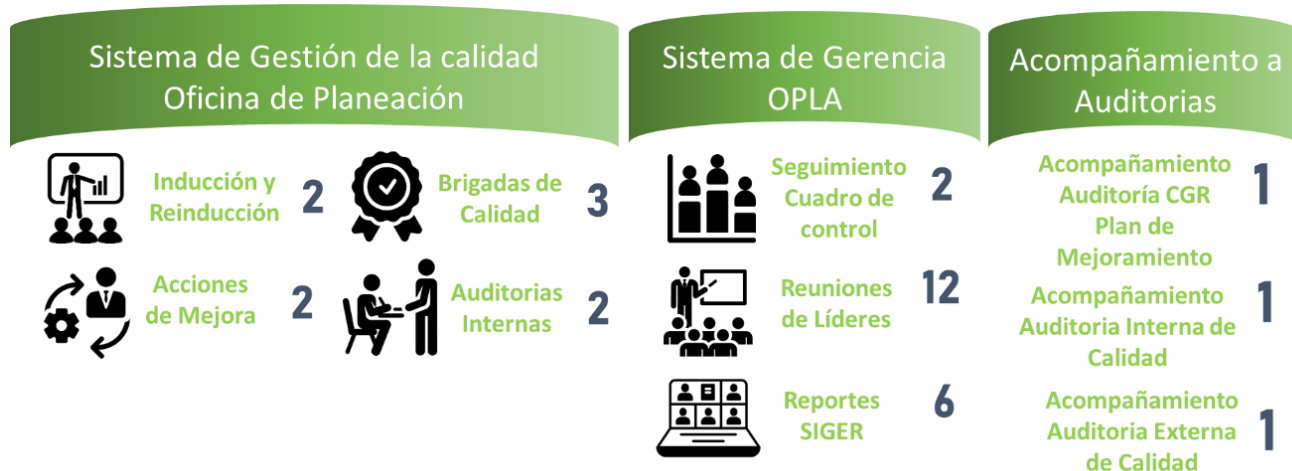 Sistema de Gestión de la calidad
Oficina de Planeación
Inducción y
Reinducción
2
Brigadas de
Calidad
3
Acciones
de Mejora
2
Auditorias
Internas
2
Sistema de Gerencia
OPLA
Seguimiento
Cuadro de
control
2
Reuniones
de Líderes
12
Reportes
SIGER
6
Acompañamiento a
Auditorias
Acompañamiento
Auditoría CGR
Plan de
Mejoramiento
1
Acompañamiento
Auditoria Interna de
Calidad
1
Acompañamiento
Auditoria Externa
de Calidad
1